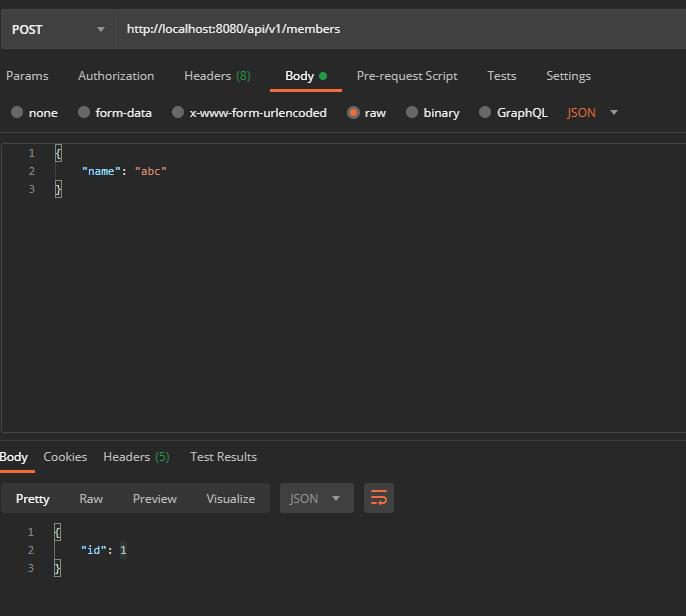 POST http://localhost:8080/api/v1/members
Params Authorization Headers (8) Body Pre-request Script Tests Settings
none form-data x-www-form-urlencoded raw binary GraphQL JSON
1 {
2 "name": "abc"
3 }
Body Cookies Headers (5) Test Results
Pretty Raw Preview Visualize JSON
1 {
2 "id": 1
3 }